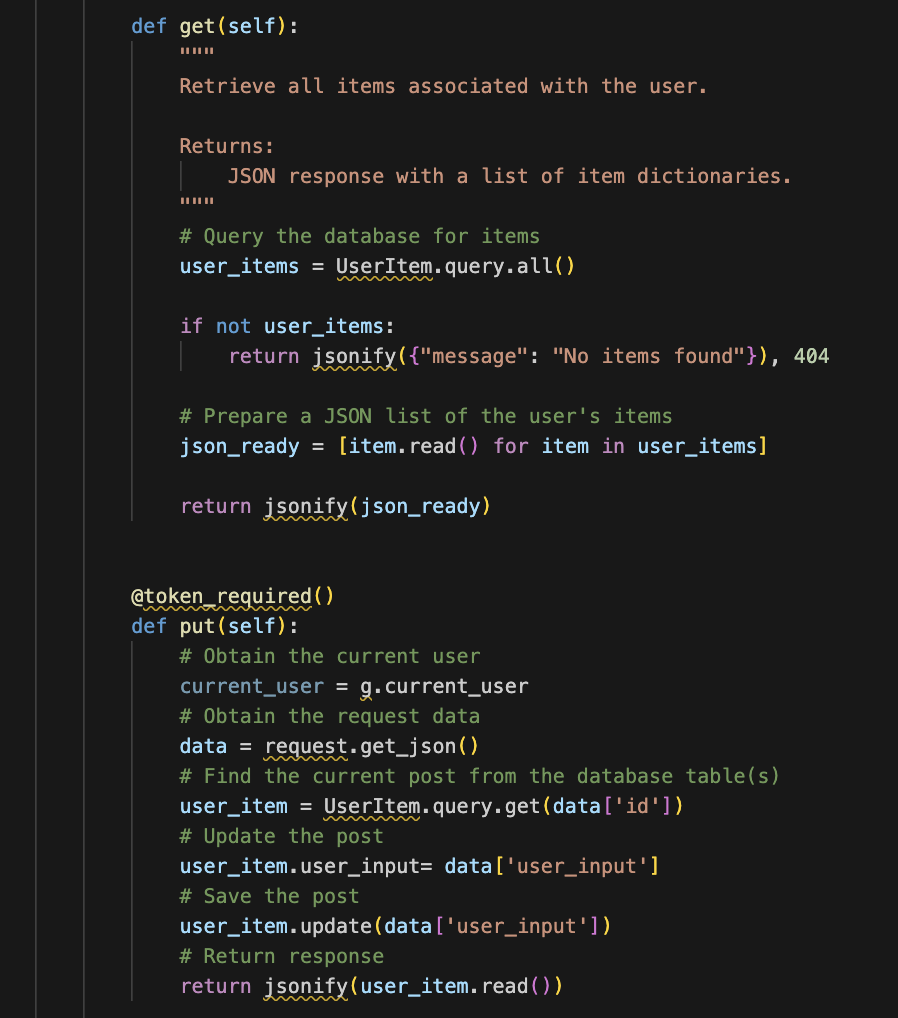 def get(self):
    """
    Retrieve all items associated with the user.

    Returns:
        JSON response with a list of item dictionaries.
    """
    # Query the database for items
    user_items = UserItem.query.all()

    if not user_items:
        return jsonify({"message": "No items found"}), 404

    # Prepare a JSON list of the user's items
    json_ready = [item.read() for item in user_items]

    return jsonify(json_ready)


@token_required()
def put(self):
    # Obtain the current user
    current_user = g.current_user
    # Obtain the request data
    data = request.get_json()
    # Find the current post from the database table(s)
    user_item = UserItem.query.get(data['id'])
    # Update the post
    user_item.user_input= data['user_input']
    # Save the post
    user_item.update(data['user_input'])
    # Return response
    return jsonify(user_item.read())